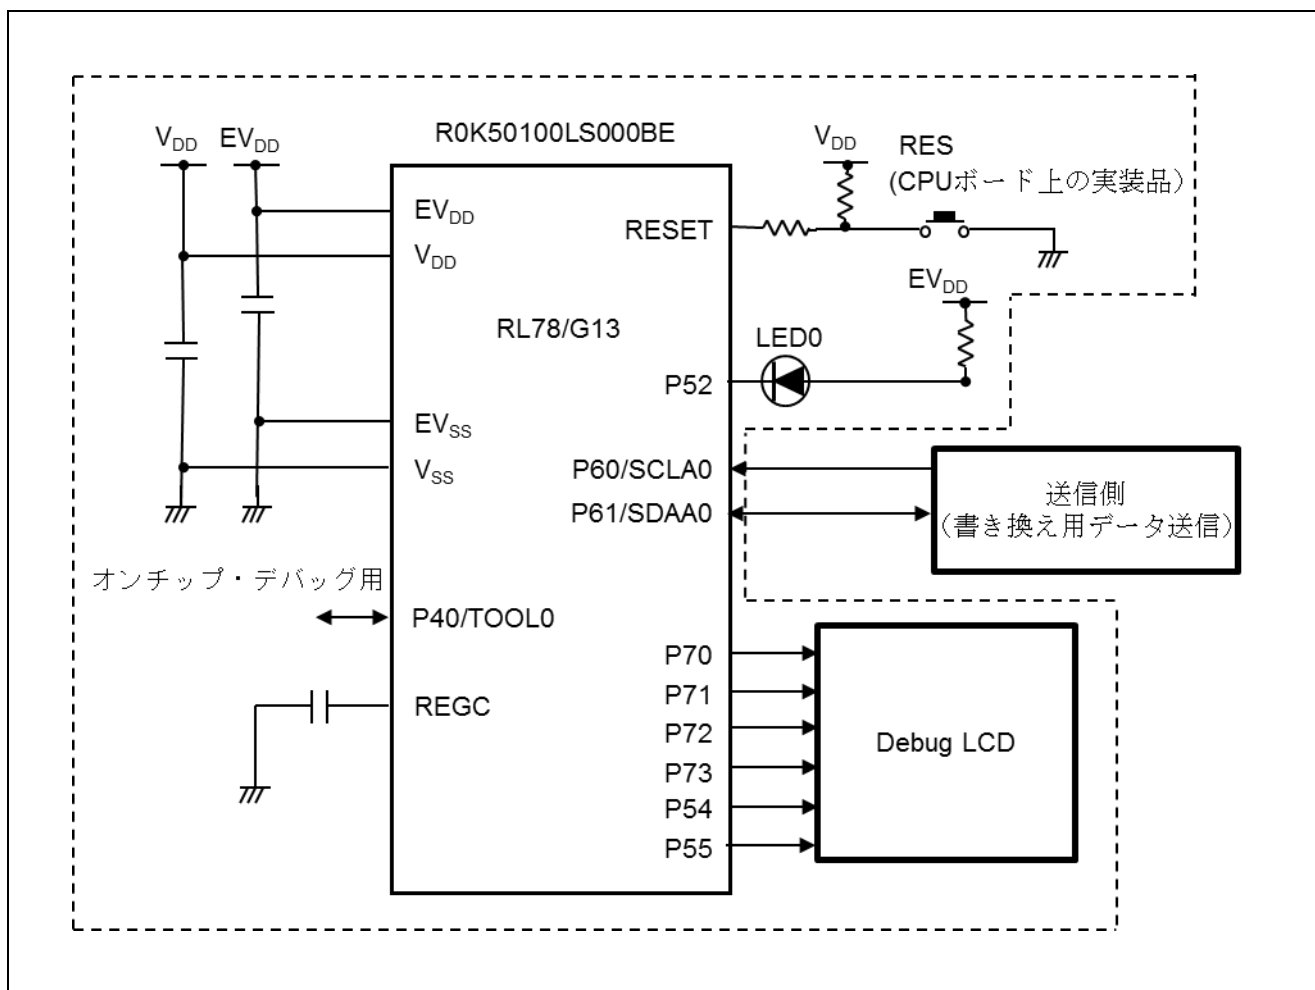 R0K50100LS000BE
VDD
EVDD
EVDD
VDD
RL78/G13
EVSS
VSS
オンチップ・デバッグ用
P40/TOOL0
REGC
RESET
VDD
RES
(CPUボード上の実装品)
EVDD
LED0
P52
P60/SCLA0
P61/SDAA0
送信側
(書き換え用データ送信)
P70
P71
P72
P73
P54
P55
Debug LCD